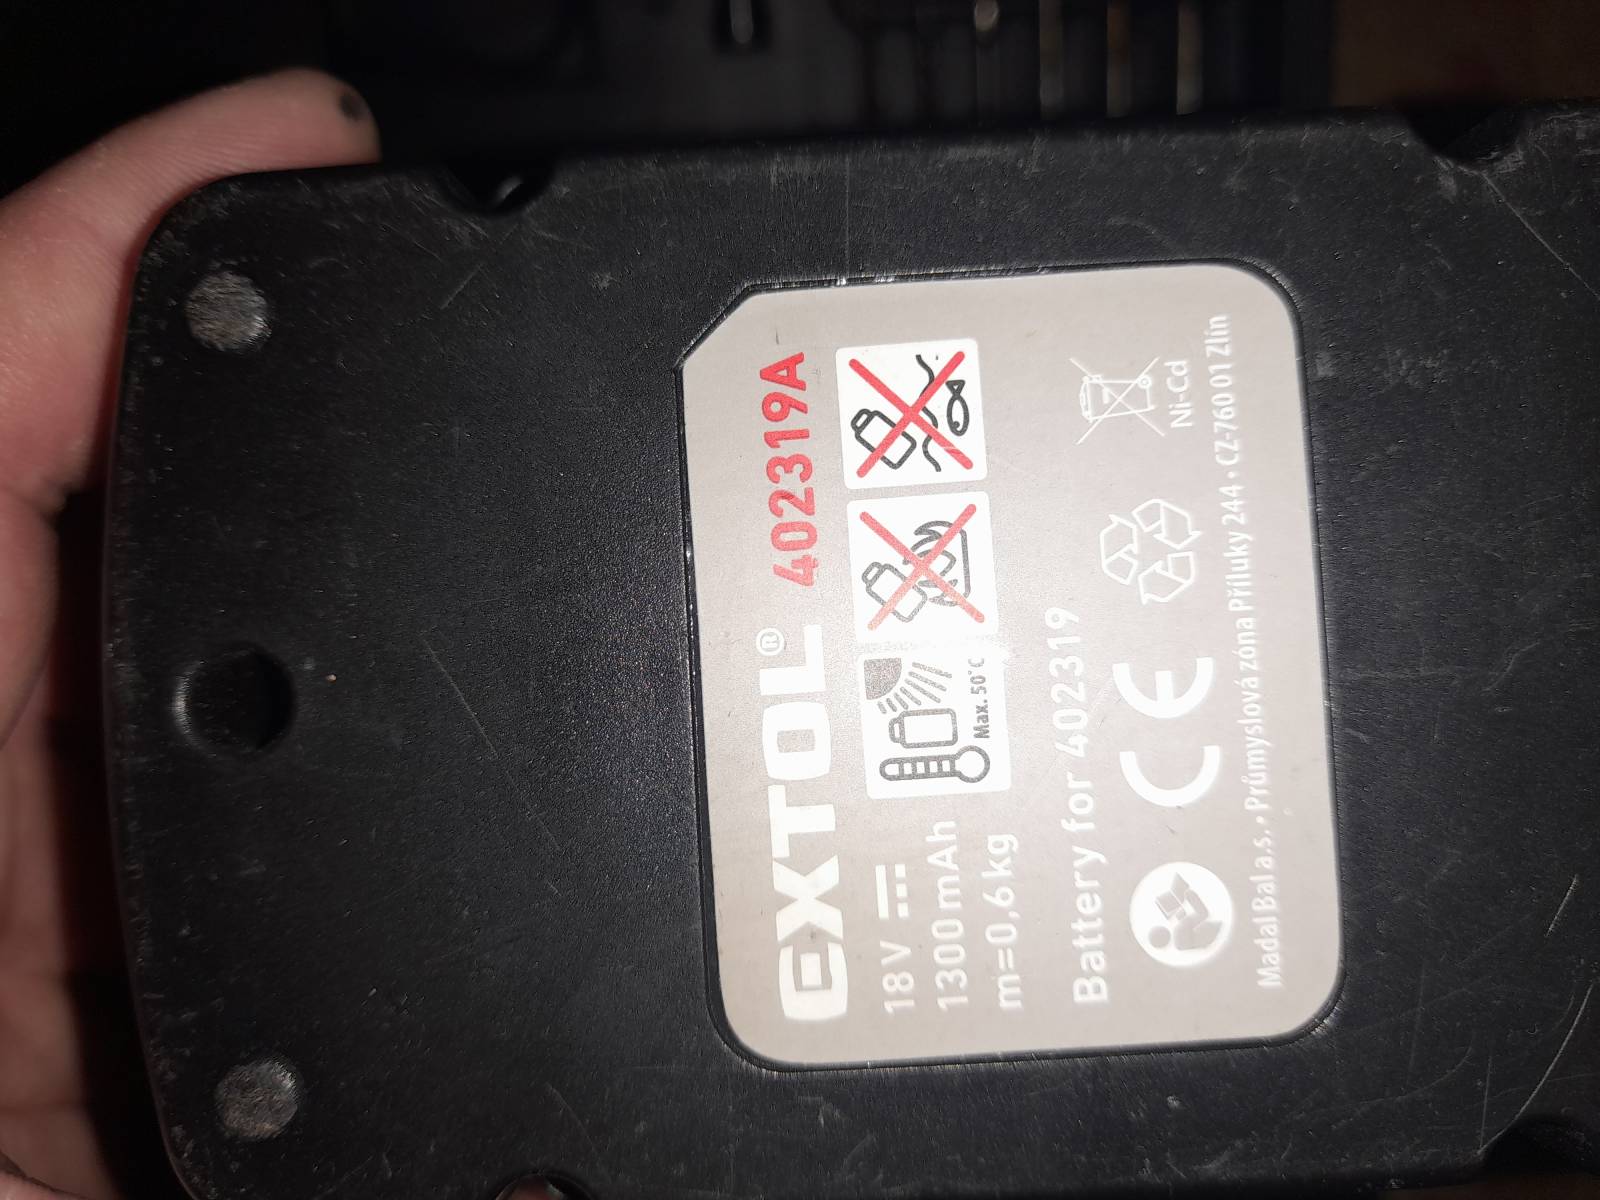 EXTOL® 402319A
18 V
1300 mAh
m=0,6 kg
Max. 50°C
Battery for 402319
CE
Ni-Cd
Madal Bal a.s. • Průmyslová zóna Příluky 244 • CZ-760 01 Zlín